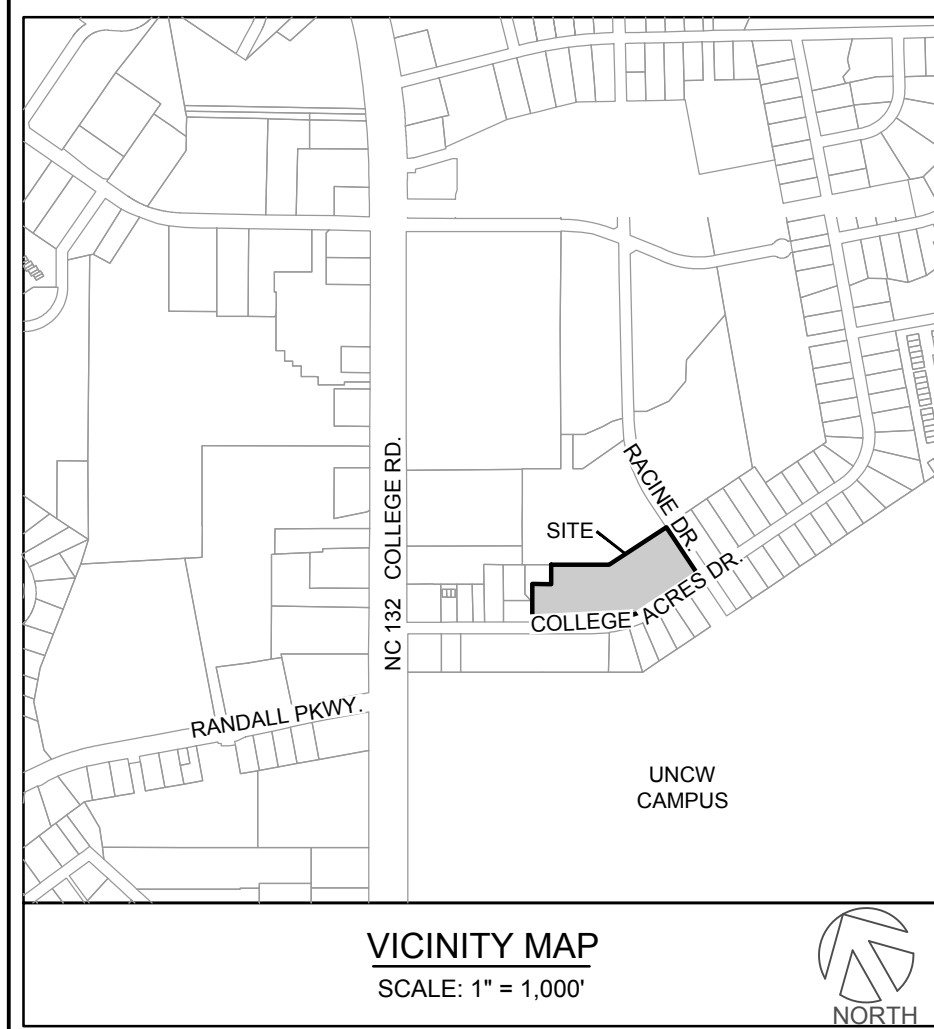 RACINE DR.
SITE
NC 132 COLLEGE RD.
COLLEGE ACRES DR.
RANDALL PKWY.
UNCW
CAMPUS
VICINITY MAP
SCALE: 1" = 1,000'
NORTH